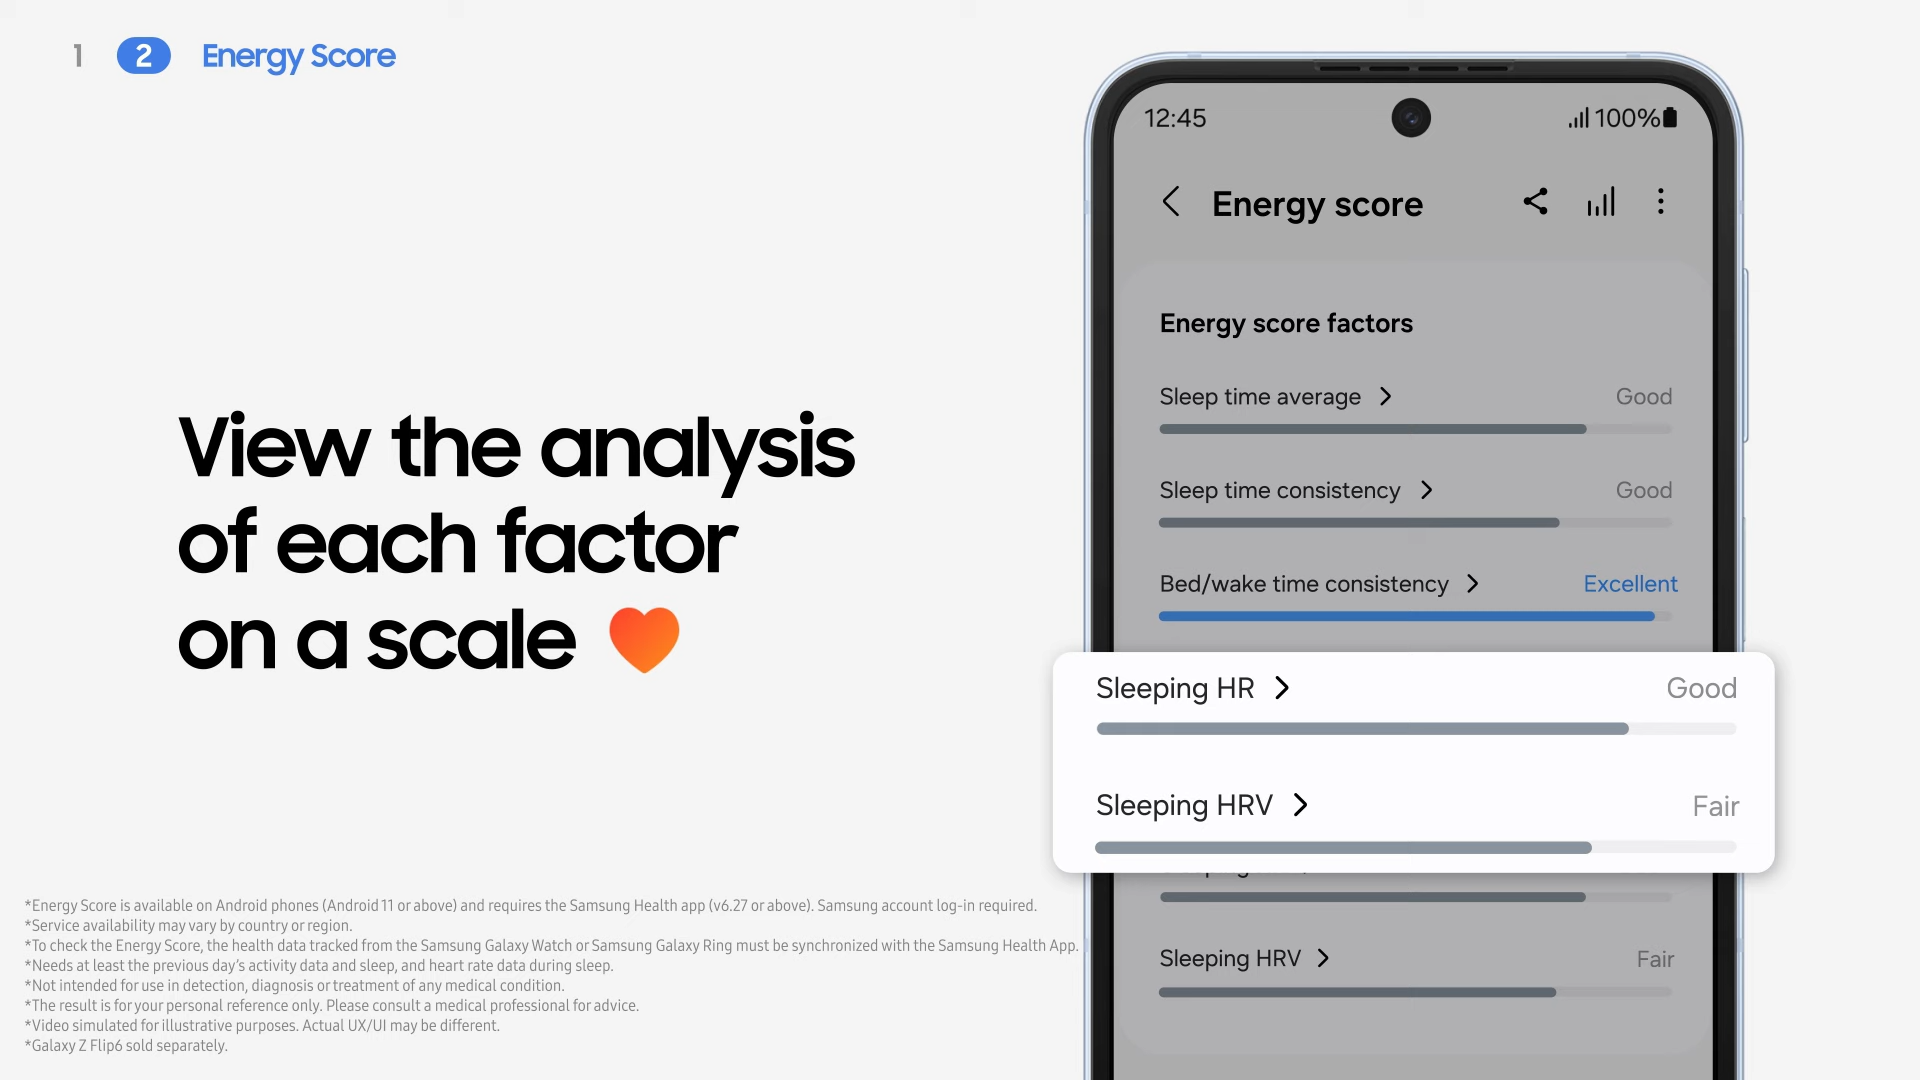 1 2 Energy Score
View the analysis
of each factor
on a scale
*Energy Score is available on Android phones (Android 11 or above) and requires the Samsung Health app (v6.27 or above). Samsung account log-in required.
*Service availability may vary by country or region.
*To check the Energy Score, the health data tracked from the Samsung Galaxy Watch or Samsung Galaxy Ring must be synchronized with the Samsung Health App.
*Needs at least the previous day's activity data and sleep, and heart rate data during sleep.
*Not intended for use in detection, diagnosis or treatment of any medical condition.
*The result is for your personal reference only. Please consult a medical professional for advice.
*Video simulated for illustrative purposes. Actual UX/UI may be different.
*Galaxy Z Flip6 sold separately.
12:45 100%
Energy score
Energy score factors
Sleep time average Good
Sleep time consistency Good
Bed/wake time consistency Excellent
Sleeping HR Good
Sleeping HRV Fair
Sleeping HRV Fair